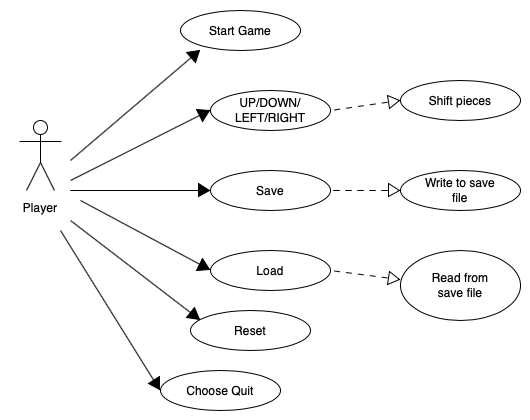 Start Game
UP/DOWN/
LEFT/RIGHT
Shift pieces
Player
Save
Write to save
file
Load
Read from
save file
Reset
Choose Quit